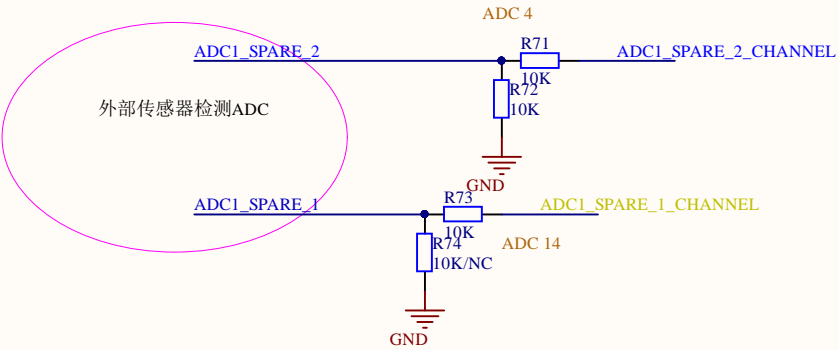 ADC 4
R71
ADC1_SPARE_2
ADC1_SPARE_2_CHANNEL
10K
R72
10K
外部传感器检测ADC
GND
R73
ADC1_SPARE_1
ADC1_SPARE_1_CHANNEL
10K
R74
ADC 14
10K/NC
GND